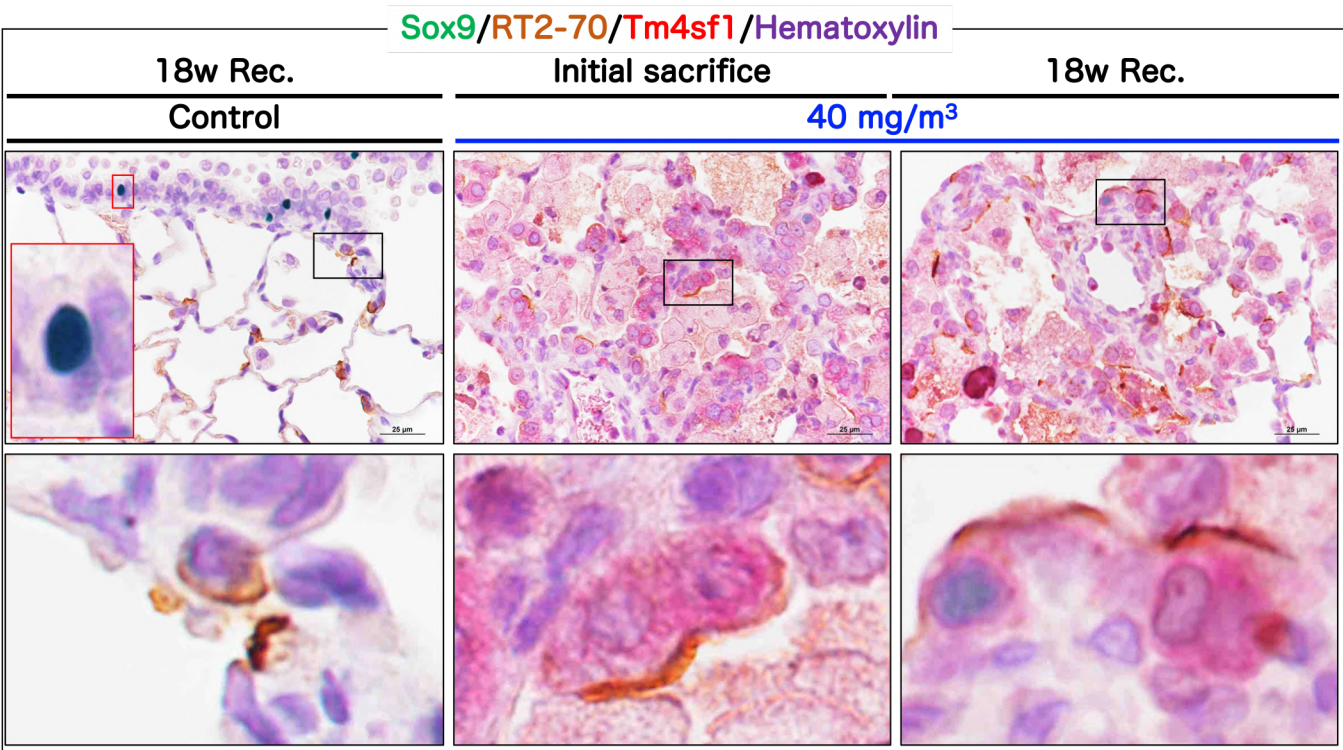 Sox9/RT2-70/Tm4sf1/Hematoxylin
18w Rec.
Initial sacrifice
18w Rec.
Control
40 mg/m³
25 μm
25 μm
25 μm